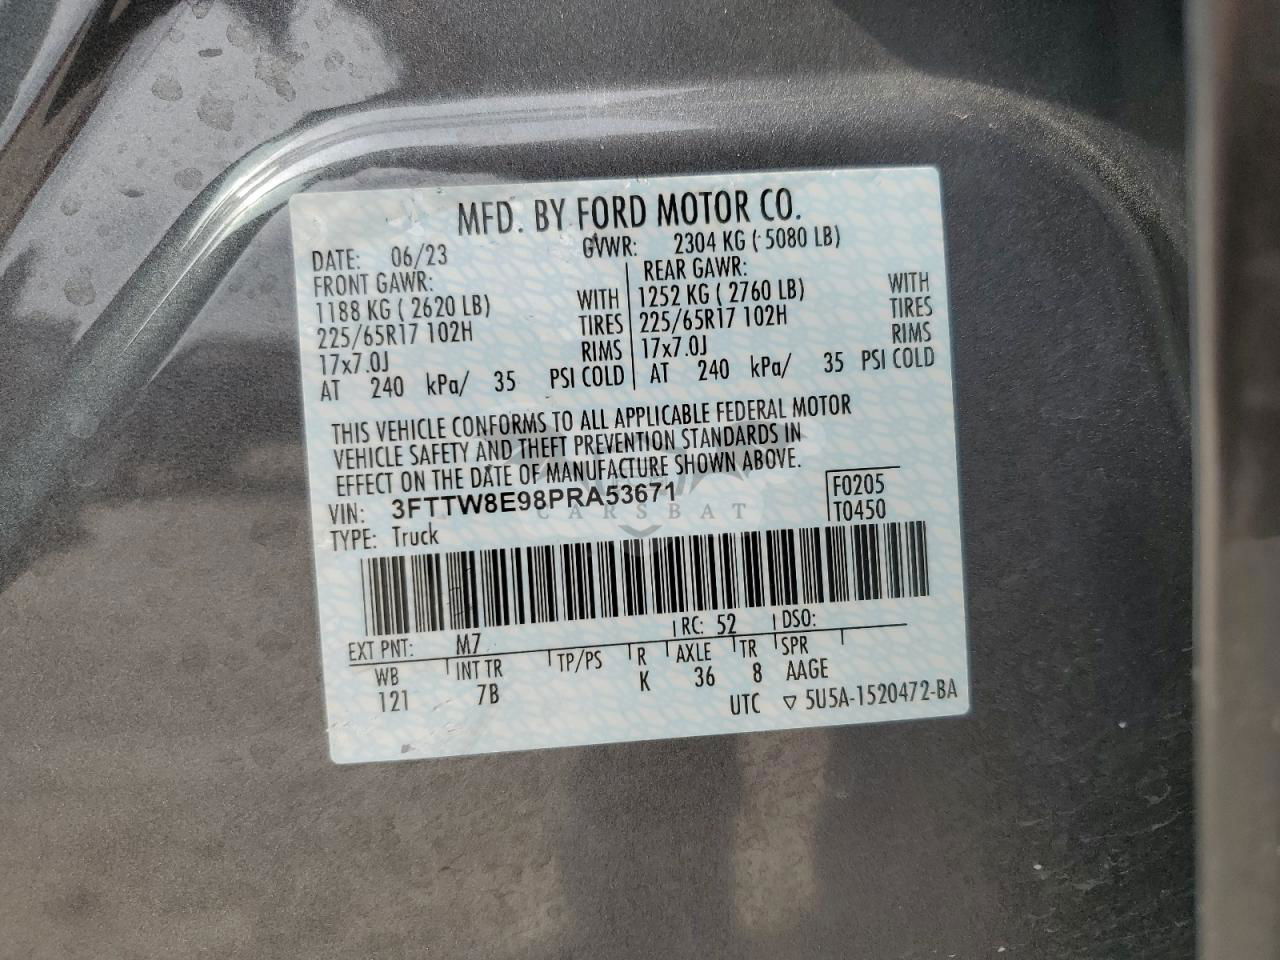 MFD. BY FORD MOTOR CO.
DATE: 06/23 GVWR: 2304 KG ( 5080 LB)
FRONT GAWR: REAR GAWR:
1188 KG ( 2620 LB) WITH 1252 KG ( 2760 LB) WITH
225/65R17 102H TIRES 225/65R17 102H TIRES
17x7.0J RIMS 17x7.0J RIMS
AT 240 kPa/ 35 PSI COLD AT 240 kPa/ 35 PSI COLD
THIS VEHICLE CONFORMS TO ALL APPLICABLE FEDERAL MOTOR
VEHICLE SAFETY AND THEFT PREVENTION STANDARDS IN
EFFECT ON THE DATE OF MANUFACTURE SHOWN ABOVE.
VIN: 3FTTW8E98PRA53671 F0205
TYPE: Truck T0450
CARSBAT
EXT PNT: M7 RC: 52 DSO:
WB INT TR TP/PS R AXLE TR SPR
121 7B K 36 8 AAGE
UTC ▽ 5U5A-1520472-BA